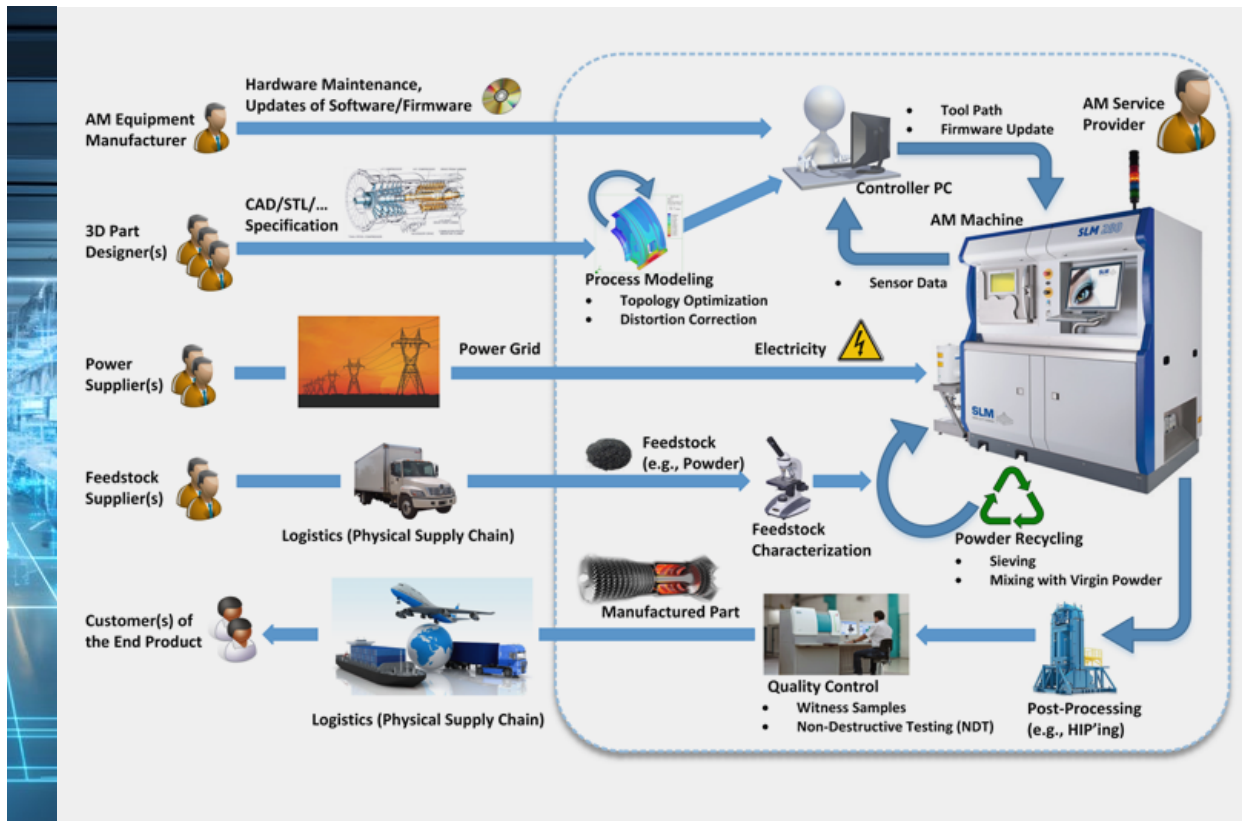 Hardware Maintenance,
Updates of Software/Firmware
AM Equipment
Manufacturer
• Tool Path
• Firmware Update
AM Service
Provider
Controller PC
CAD/STL/...
Specification
3D Part
Designer(s)
AM Machine
SLM 280
Process Modeling
• Topology Optimization
• Distortion Correction
• Sensor Data
Power
Supplier(s)
Power Grid
Electricity
SLM
Feedstock
Supplier(s)
Logistics (Physical Supply Chain)
Feedstock
(e.g., Powder)
Feedstock
Characterization
Powder Recycling
• Sieving
• Mixing with Virgin Powder
Customer(s) of
the End Product
Logistics (Physical Supply Chain)
Manufactured Part
Quality Control
• Witness Samples
• Non-Destructive Testing (NDT)
Post-Processing
(e.g., HIP'ing)